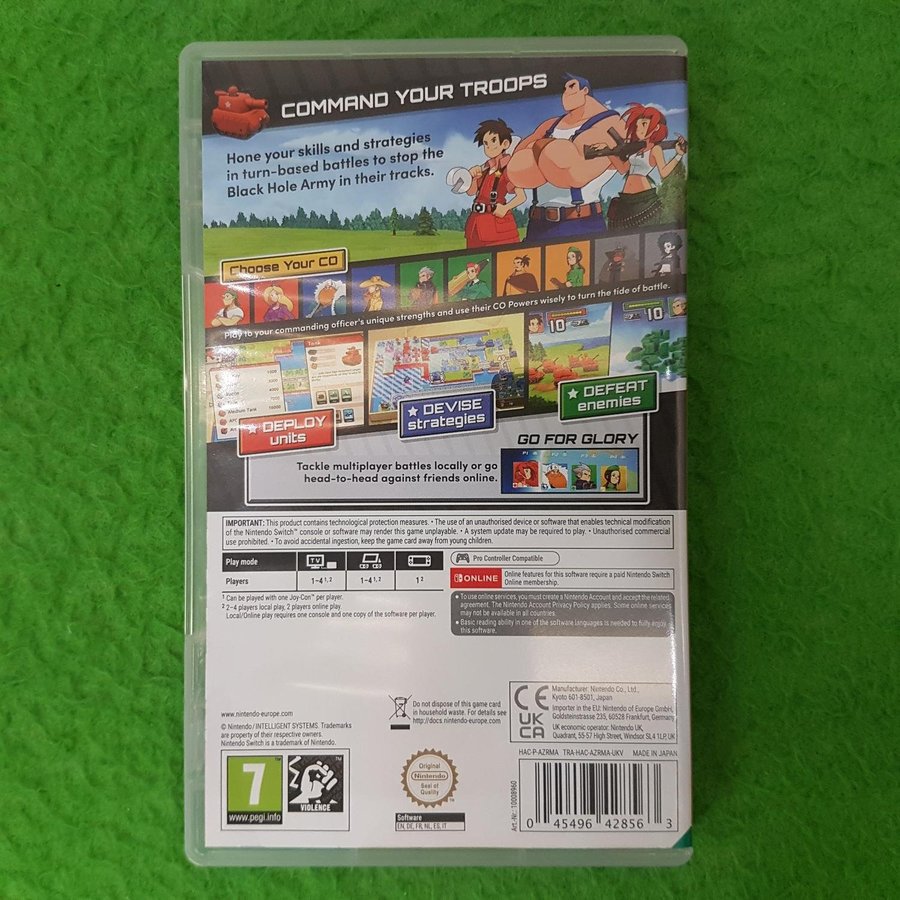 COMMAND YOUR TROOPS
Hone your skills and strategies
in turn-based battles to stop the
Black Hole Army in their tracks.
Choose Your CO
Play to your commanding officer's unique strengths and use their CO Powers wisely to turn the tide of battle.
10
10
Tank
1000
3000
4000
7000
Medium Tank
16000
APC
DEPLOY
units
DEVISE
strategies
DEFEAT
enemies
GO FOR GLORY
Tackle multiplayer battles locally or go
head-to-head against friends online.
IMPORTANT: This product contains technological protection measures. • The use of an unauthorised device or software that enables technical modification
of the Nintendo Switch™ console or software may render this game unplayable. • A system update may be required to play. • Unauthorised commercial
use prohibited. • To avoid accidental ingestion, keep the game card away from young children.
Play mode
TV
Players
1-4 1, 2
1-4 1, 2
1 2
Pro Controller Compatible
ONLINE
Online features for this software require a paid Nintendo Switch
Online membership.
1 Can be played with one Joy-Con™ per player.
2 2-4 players local play, 2 players online play.
Local/Online play requires one console and one copy of the software per player.
• To use online services, you must create a Nintendo Account and accept the related
agreement. The Nintendo Account Privacy Policy applies. Some online services
may not be available in all countries.
• Basic reading ability in one of the software languages is needed to fully enjoy
this software.
www.nintendo-europe.com
© Nintendo / INTELLIGENT SYSTEMS. Trademarks
are property of their respective owners.
Nintendo Switch is a trademark of Nintendo.
Do not dispose of this game card
in household waste. For details see
http://docs.nintendo-europe.com
CE
UK
CA
Manufacturer: Nintendo Co., Ltd.,
Kyoto 601-8501, Japan
Importer in the EU: Nintendo of Europe GmbH,
Goldsteinstrasse 235, 60528 Frankfurt, Germany
UK economic operator: Nintendo UK,
Quadrant, 55-57 High Street, Windsor SL4 1LP, UK
HAC-P-AZRMA TRA-HAC-AZRMA-UKV MADE IN JAPAN
7
www.pegi.info
VIOLENCE
TM
Original
Nintendo
Seal of
Quality
TM
Software
EN, DE, FR, NL, ES, IT
Art.-Nr.: 10008960
0 45496 42856 3